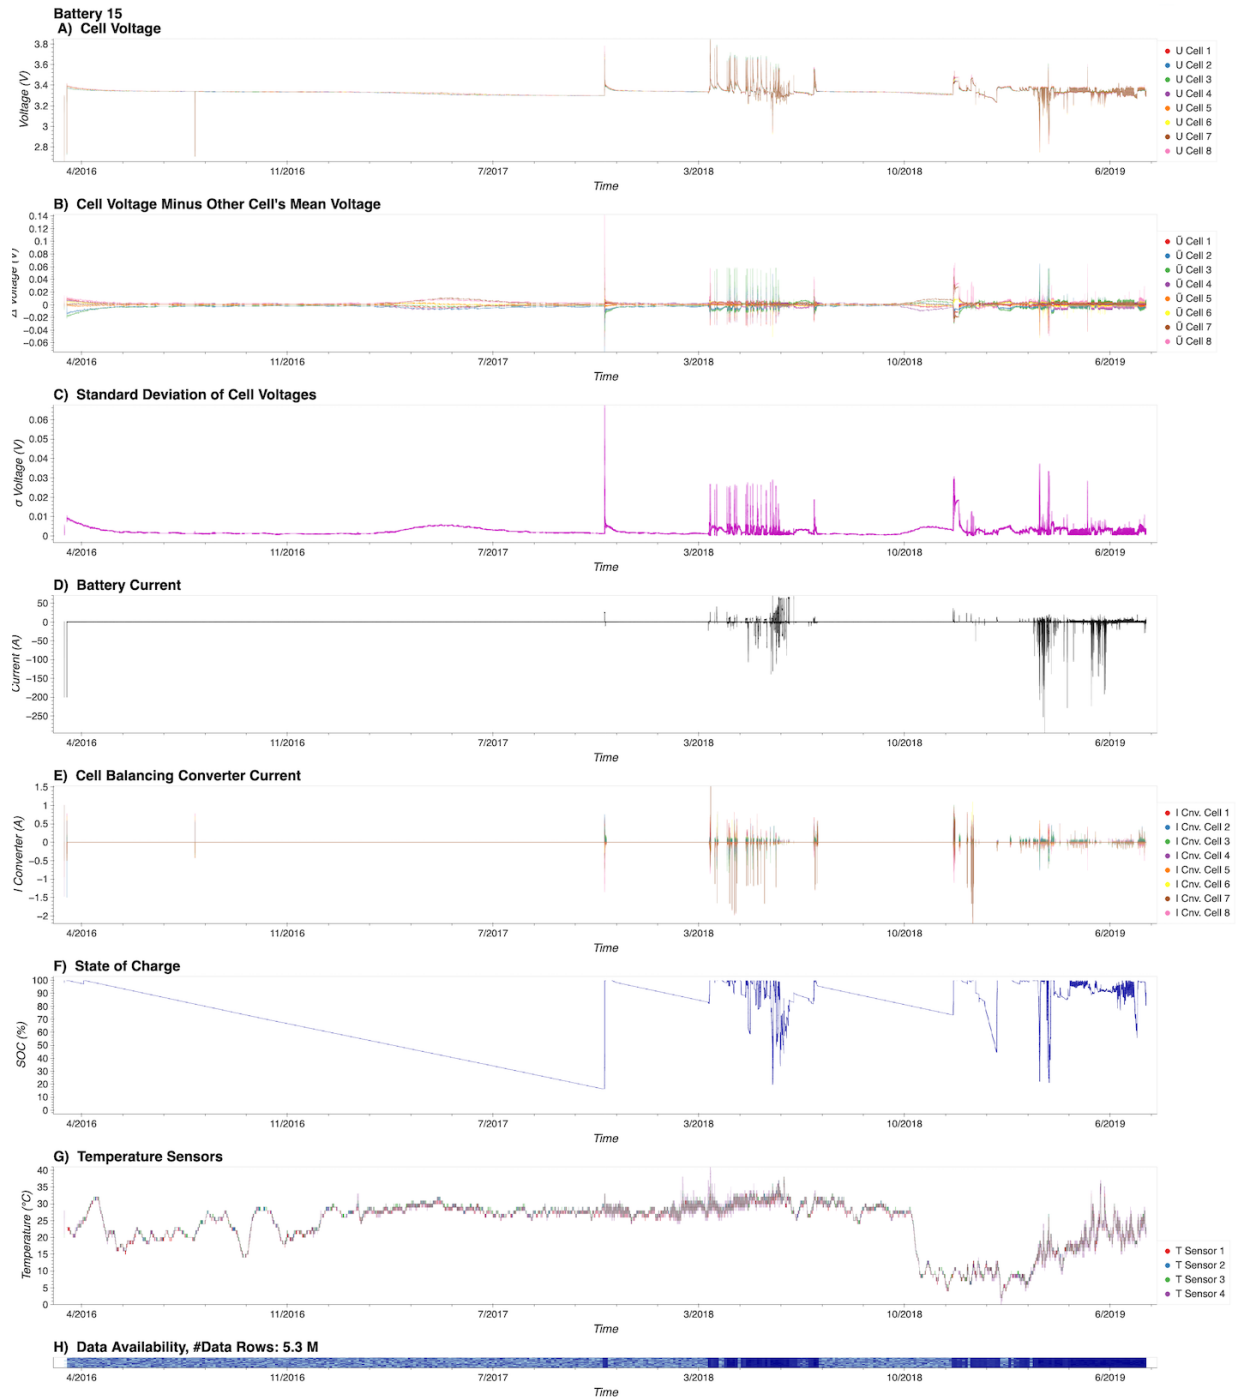 Battery 15
A) Cell Voltage
3.8
3.6
3.4
3.2
3
2.8
Voltage (V)
4/2016 11/2016 7/2017 3/2018 10/2018 6/2019
Time
U Cell 1
U Cell 2
U Cell 3
U Cell 4
U Cell 5
U Cell 6
U Cell 7
U Cell 8
B) Cell Voltage Minus Other Cell's Mean Voltage
0.14
0.12
0.1
0.08
0.06
0.04
0.02
0
−0.02
−0.04
−0.06
Voltage (V)
4/2016 11/2016 7/2017 3/2018 10/2018 6/2019
Time
Ũ Cell 1
Ũ Cell 2
Ũ Cell 3
Ũ Cell 4
Ũ Cell 5
Ũ Cell 6
Ũ Cell 7
Ũ Cell 8
C) Standard Deviation of Cell Voltages
0.06
0.05
0.04
0.03
0.02
0.01
0
σ Voltage (V)
4/2016 11/2016 7/2017 3/2018 10/2018 6/2019
Time
D) Battery Current
50
0
−50
−100
−150
−200
−250
Current (A)
4/2016 11/2016 7/2017 3/2018 10/2018 6/2019
Time
E) Cell Balancing Converter Current
1.5
1
0.5
0
−0.5
−1
−1.5
−2
I Converter (A)
4/2016 11/2016 7/2017 3/2018 10/2018 6/2019
Time
I Cnv. Cell 1
I Cnv. Cell 2
I Cnv. Cell 3
I Cnv. Cell 4
I Cnv. Cell 5
I Cnv. Cell 6
I Cnv. Cell 7
I Cnv. Cell 8
F) State of Charge
100
90
80
70
60
50
40
30
20
10
0
SOC (%)
4/2016 11/2016 7/2017 3/2018 10/2018 6/2019
Time
G) Temperature Sensors
40
35
30
25
20
15
10
5
0
Temperature (°C)
4/2016 11/2016 7/2017 3/2018 10/2018 6/2019
Time
T Sensor 1
T Sensor 2
T Sensor 3
T Sensor 4
H) Data Availability, #Data Rows: 5.3 M
4/2016 11/2016 7/2017 3/2018 10/2018 6/2019
Time